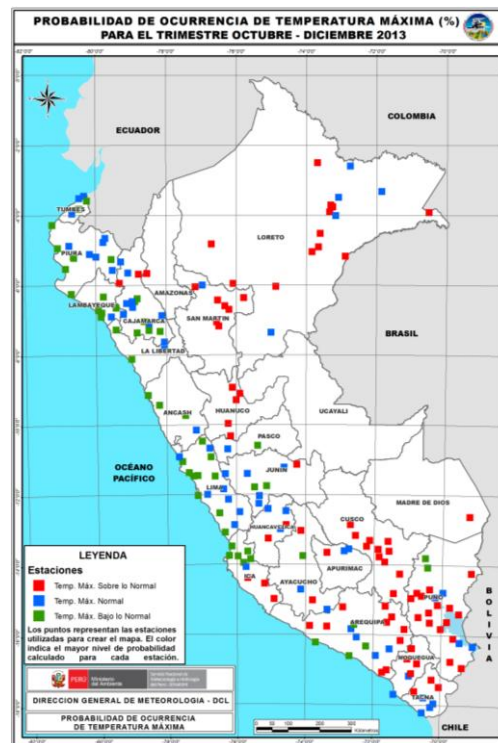 PROBABILIDAD DE OCURRENCIA DE TEMPERATURA MÁXIMA (%)
PARA EL TRIMESTRE OCTUBRE - DICIEMBRE 2013
ECUADOR
COLOMBIA
TUMBES
LORETO
PIURA
AMAZONAS
LAMBAYEQUE
CAJAMARCA
SAN MARTIN
BRASIL
LA LIBERTAD
ANCASH
HUANUCO
UCAYALI
PASCO
OCÉANO
PACÍFICO
JUNIN
LIMA
MADRE DE DIOS
CUSCO
HUANCAVELICA
LEYENDA
Estaciones
Temp. Máx. Sobre lo Normal
Temp. Máx. Normal
Temp. Máx. Bajo lo Normal
Los puntos representan las estaciones
utilizadas para crear el mapa. El color
indica el mayor nivel de probabilidad
calculado para cada estación.
ICA
AYACUCHO
APURIMAC
PUNO
AREQUIPA
BOLIVIA
MOQUEGUA
TACNA
PERÚ
Ministerio
del Ambiente
DIRECCION GENERAL DE METEOROLOGIA - DCL
PROBABILIDAD DE OCURRENCIA
DE TEMPERATURA MÁXIMA
CHILE